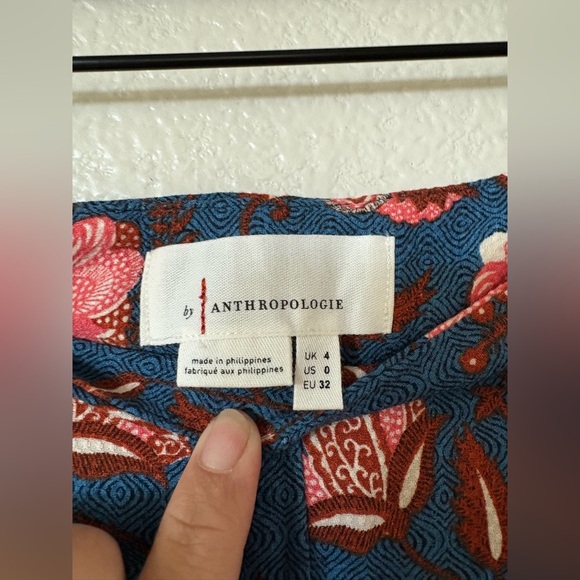 by ANTHROPOLOGIE
made in philippines
fabriqué aux philippines
UK 4
US 0
EU 32